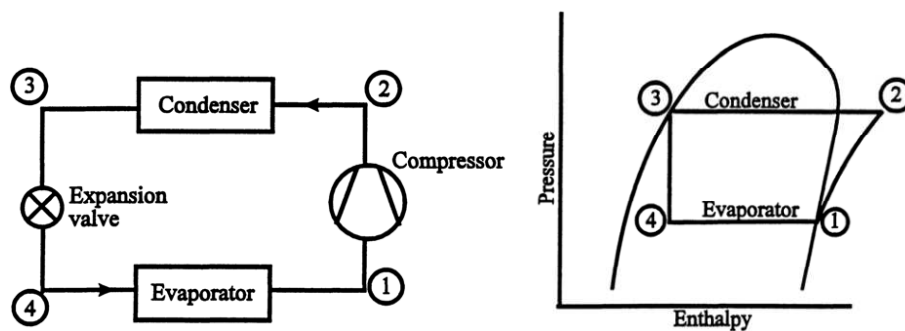 ③
Condenser
②
Compressor
Expansion
valve
④
Evaporator
①
Pressure
③
Condenser
②
④
Evaporator
①
Enthalpy